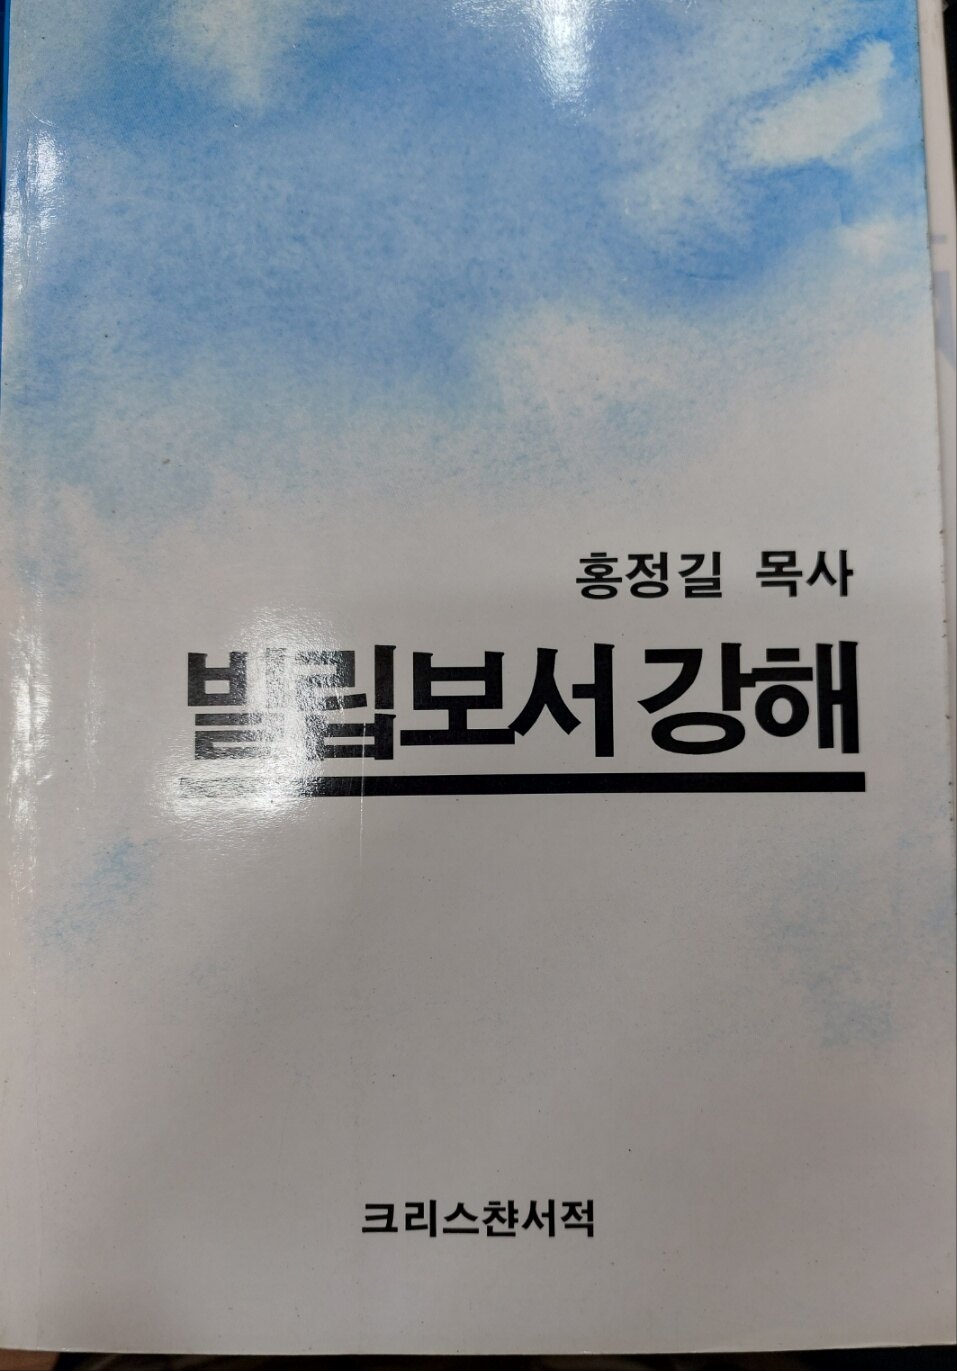 홍정길 목사
빌립보서 강해
크리스챤서적